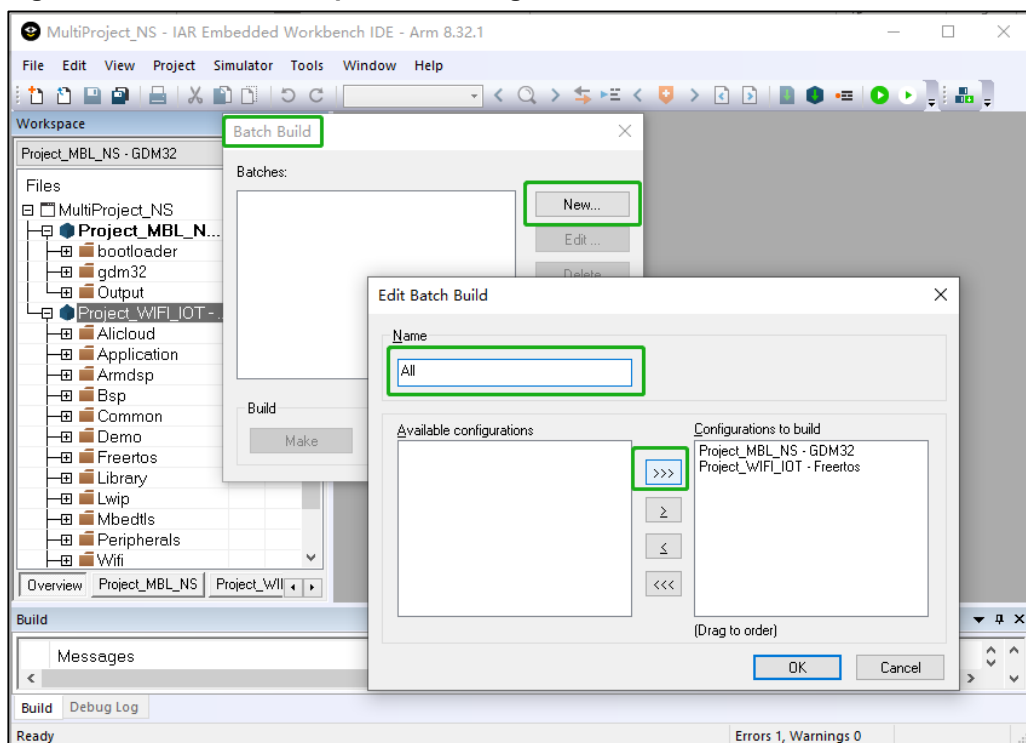 MultiProject_NS - IAR Embedded Workbench IDE - Arm 8.32.1
File Edit View Project Simulator Tools Window Help
Workspace
Project_MBL_NS - GDM32
Files
MultiProject_NS
Project_MBL_N...
bootloader
gdm32
Output
Project_WIFI_IOT - ...
Alicloud
Application
Armdsp
Bsp
Common
Demo
Freertos
Library
Lwip
Mbedtls
Peripherals
Wifi
Overview Project_MBL_NS Project_WII
Batch Build
Batches:
New...
Edit ...
Delete
Build
Make
Edit Batch Build
Name
All
Available configurations
>>>
>
<
<<<
Configurations to build
Project_MBL_NS - GDM32
Project_WIFI_IOT - Freertos
(Drag to order)
OK Cancel
Build
Messages
Build Debug Log
Ready Errors 1, Warnings 0